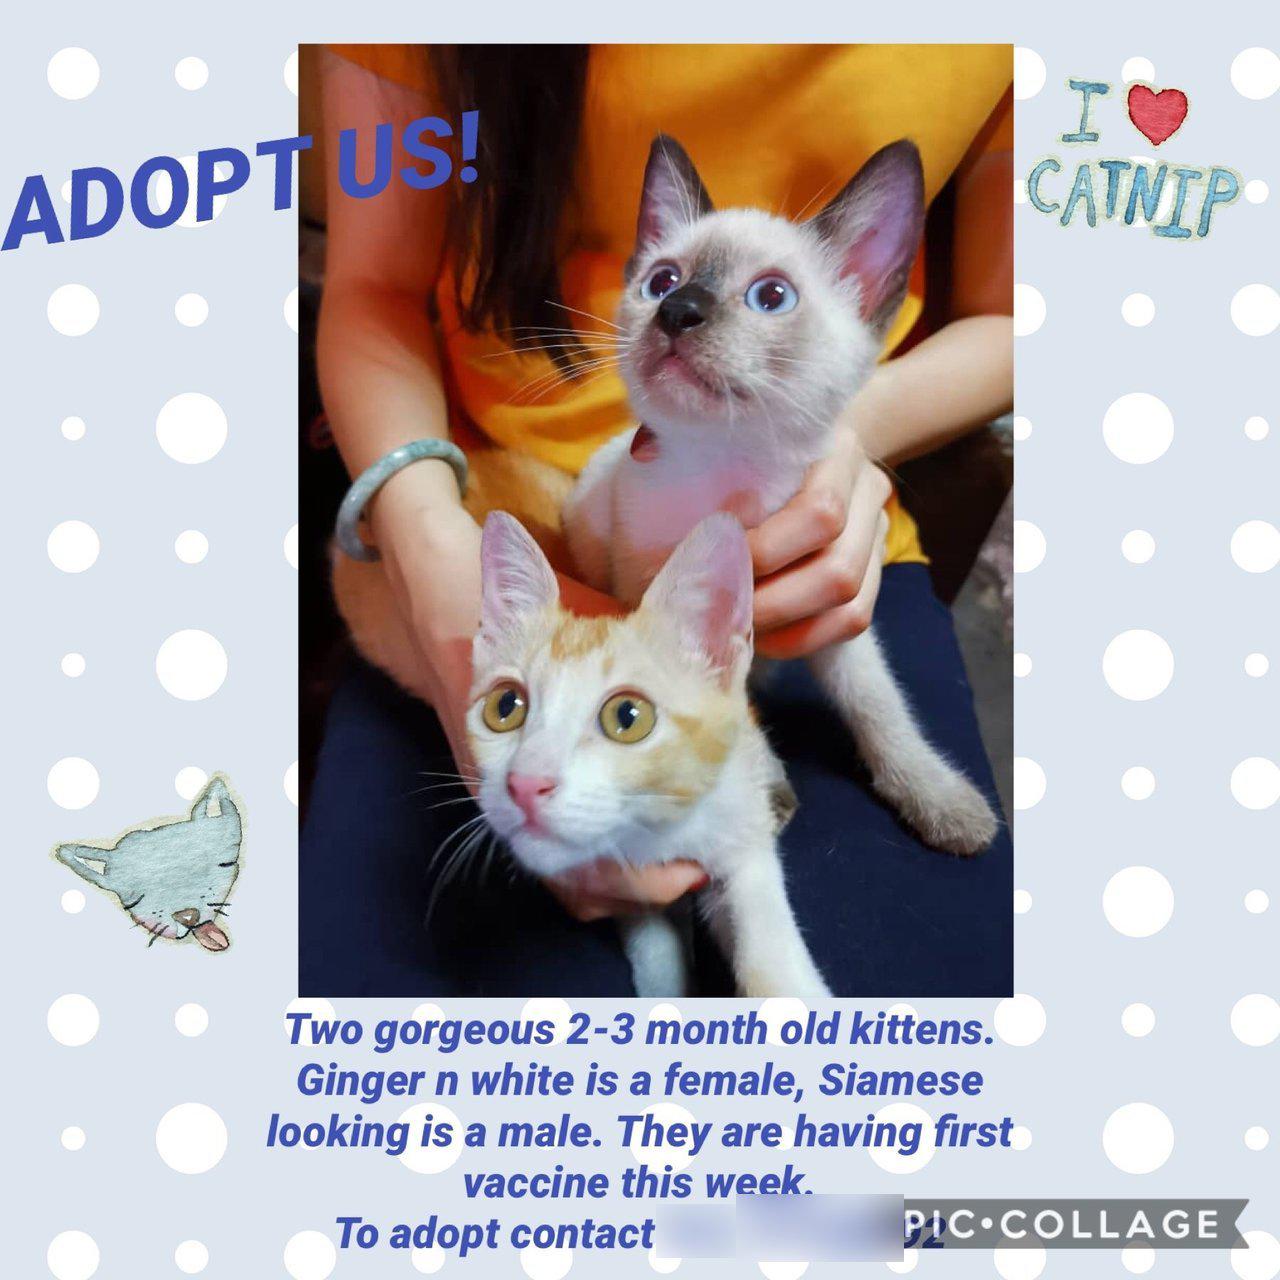 ADOPT US!
I ❤ CATNIP
Two gorgeous 2-3 month old kittens.
Ginger n white is a female, Siamese
looking is a male. They are having first
vaccine this week.
To adopt contact
PIC•COLLAGE